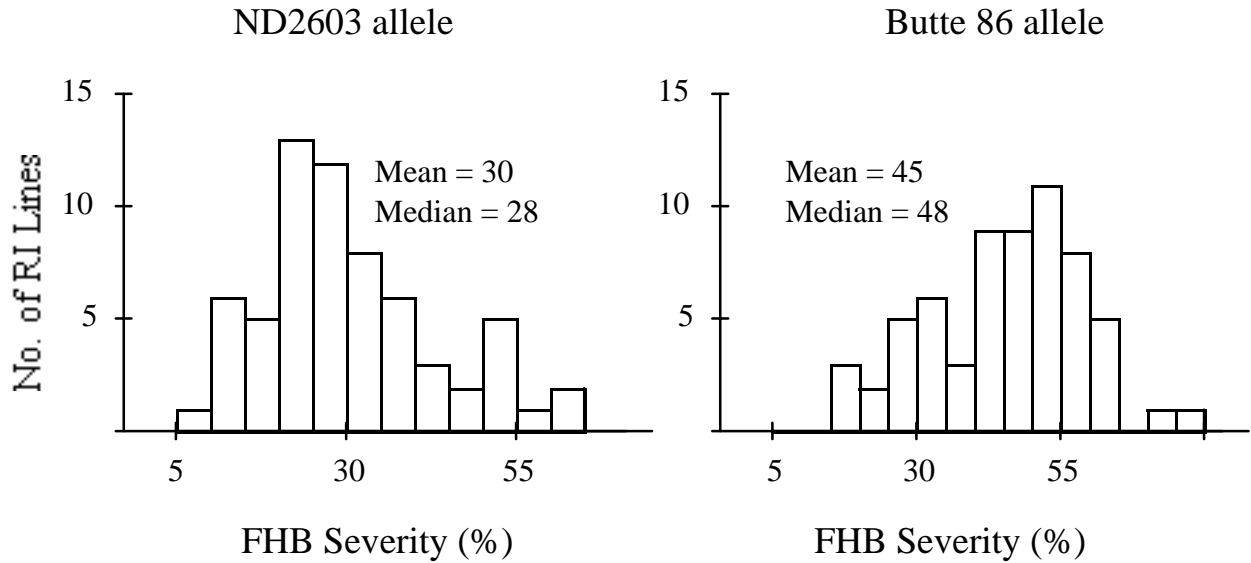 ND2603 allele
15
10
5
No. of RI Lines
Mean = 30
Median = 28
5
30
55
FHB Severity (%)
Butte 86 allele
15
10
5
Mean = 45
Median = 48
5
30
55
FHB Severity (%)